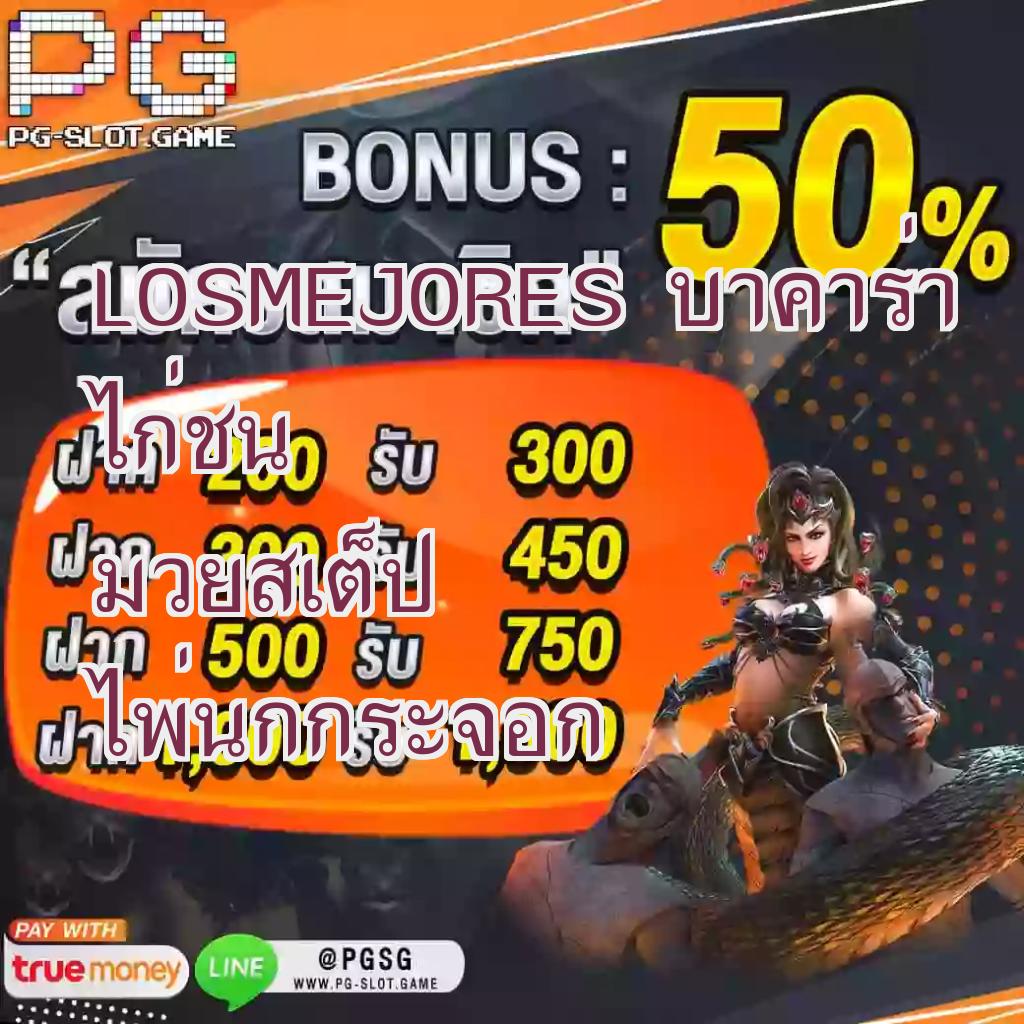 PG
PG-SLOT.GAME
BONUS : 50%
LOSMEJORES บาคาร่า
ไก่ชน
รับ 300
ฝาก 300 รับ 450
มวยสเต็ป
ฝาก 500 รับ 750
ไพ่นกกระจอก
PAY WITH
truemoney
LINE
@PGSG
WWW.PG-SLOT.GAME